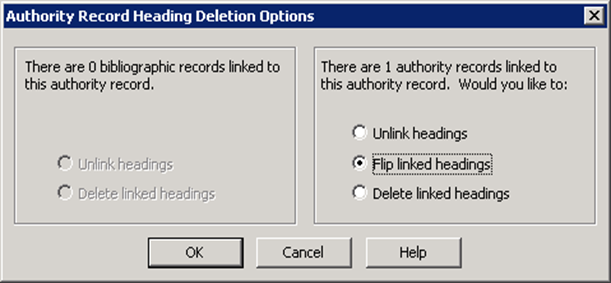 Authority Record Heading Deletion Options
There are 0 bibliographic records linked to
this authority record.
Unlink headings
Delete linked headings
There are 1 authority records linked to
this authority record.  Would you like to:
Unlink headings
Flip linked headings
Delete linked headings
OK
Cancel
Help